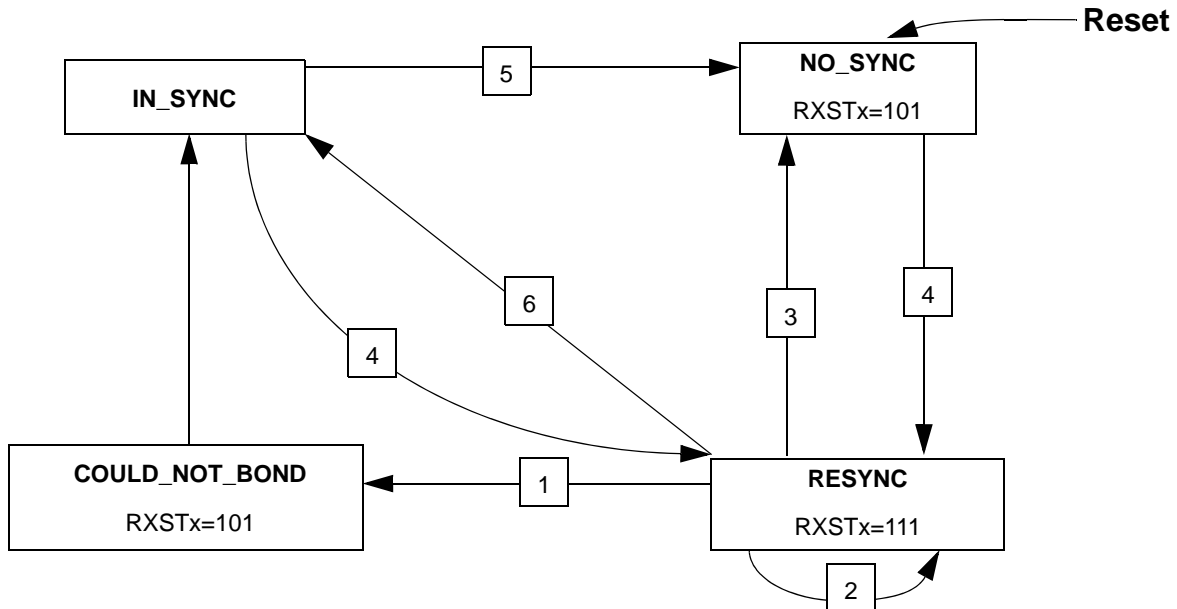 Reset
NO_SYNC
RXSTx=101
5
IN_SYNC
4
6
3
4
COULD_NOT_BOND
RXSTx=101
1
RESYNC
RXSTx=111
2